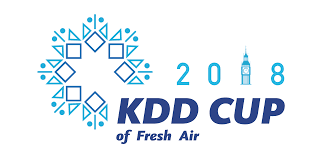 2018
KDD CUP
of Fresh Air